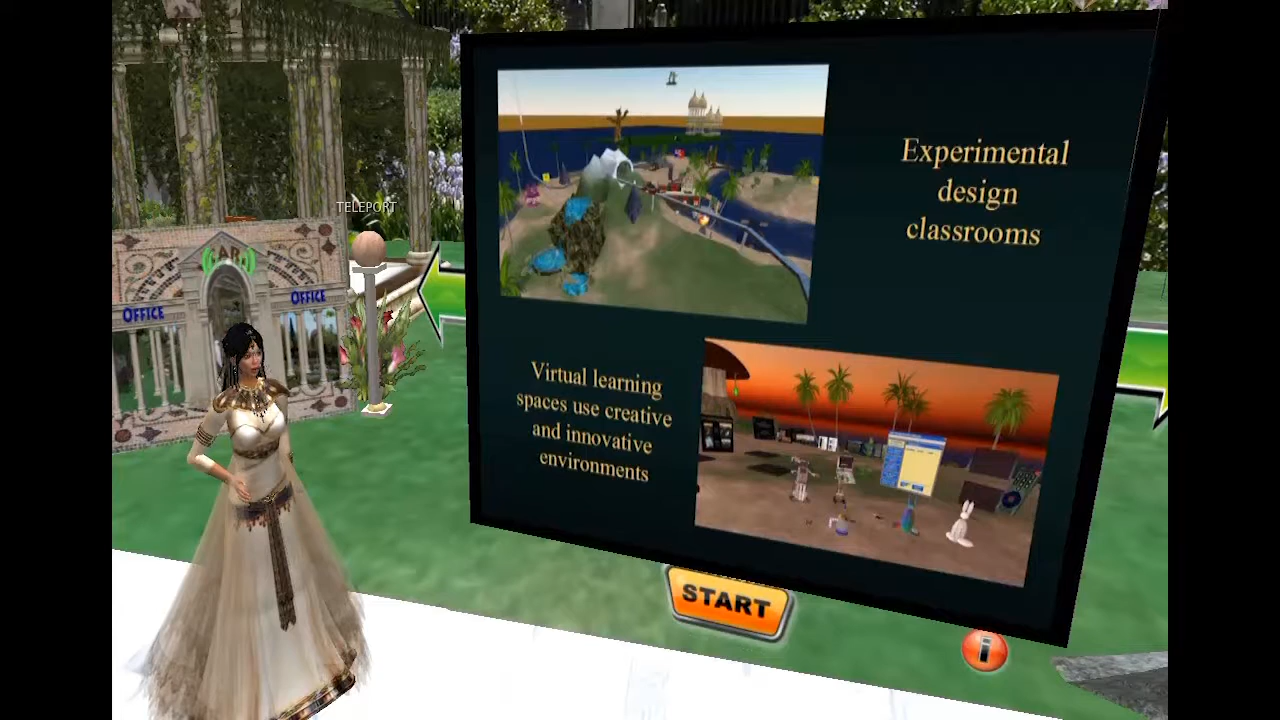 Experimental
design
classrooms
TELEPORT
OFFICE
OFFICE
Virtual learning
spaces use creative
and innovative
environments
START
i